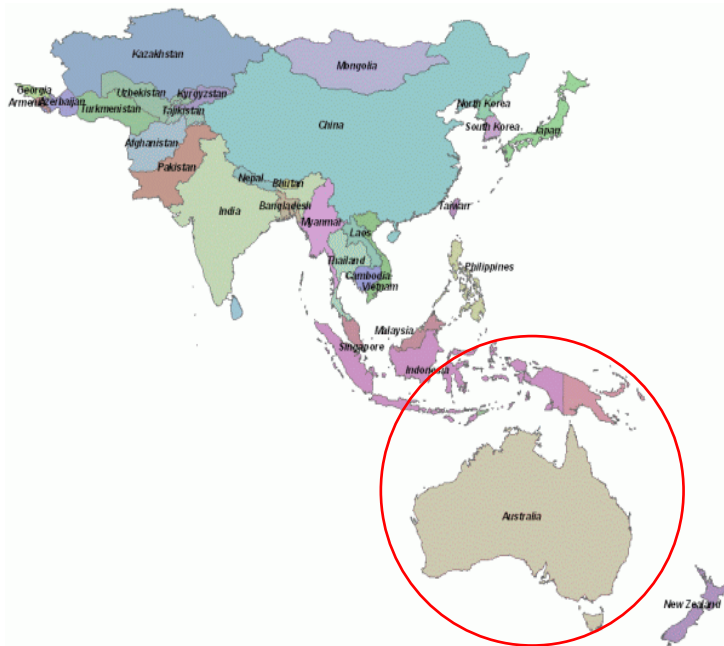 Kazakhstan
Mongolia
Georgia
Uzbekistan
Kyrgyzstan
Azerbaijan
Turkmenistan
Tajikistan
North Korea
China
South Korea
Japan
Afghanistan
Pakistan
Nepal
Bhutan
India
Bangladesh
Taiwan
Myanmar
Laos
Thailand
Philippines
Cambodia
Vietnam
Malaysia
Singapore
Indonesia
Australia
New Zealand